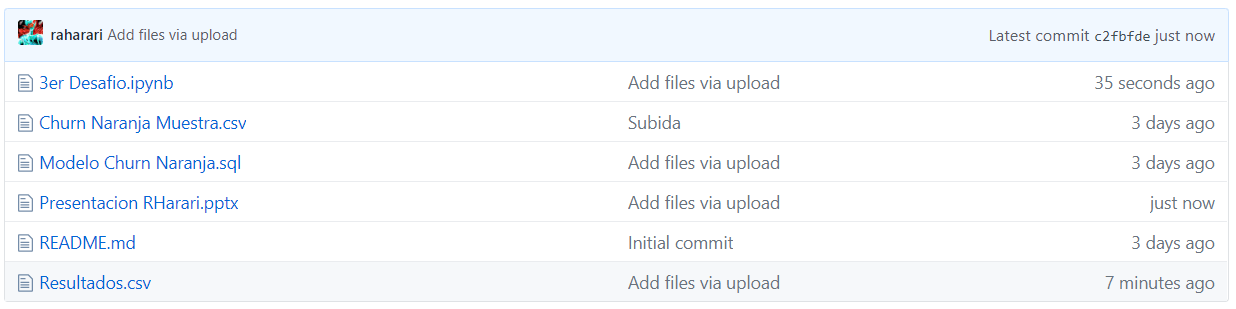 raharari Add files via upload Latest commit c2fbfde just now
3er Desafio.ipynb Add files via upload 35 seconds ago
Churn Naranja Muestra.csv Subida 3 days ago
Modelo Churn Naranja.sql Add files via upload 3 days ago
Presentacion RHarari.pptx Add files via upload just now
README.md Initial commit 3 days ago
Resultados.csv Add files via upload 7 minutes ago